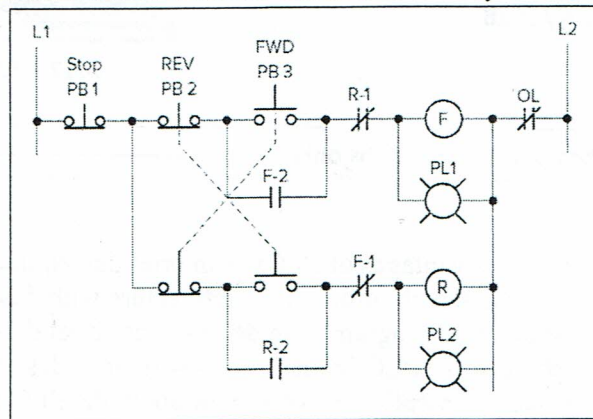 L1
L2
Stop
PB 1
REV
PB 2
FWD
PB 3
R-1
F
OL
F-2
PL1
F-1
R
R-2
PL2